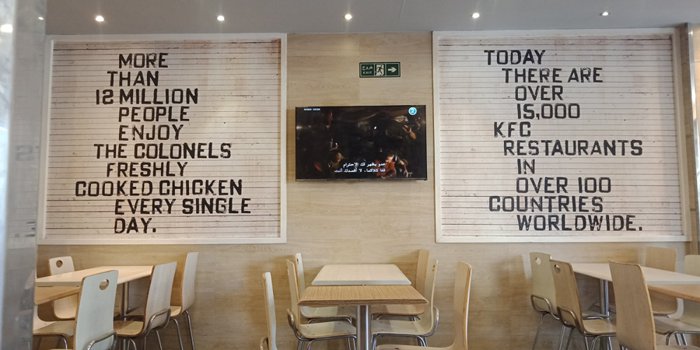 MORE
THAN
12 MILLION
PEOPLE
ENJOY
THE COLONELS
FRESHLY
COOKED CHICKEN
EVERY SINGLE
DAY.
TODAY
THERE ARE
OVER
15,000
KFC
RESTAURANTS
IN
OVER 100
COUNTRIES
WORLDWIDE.